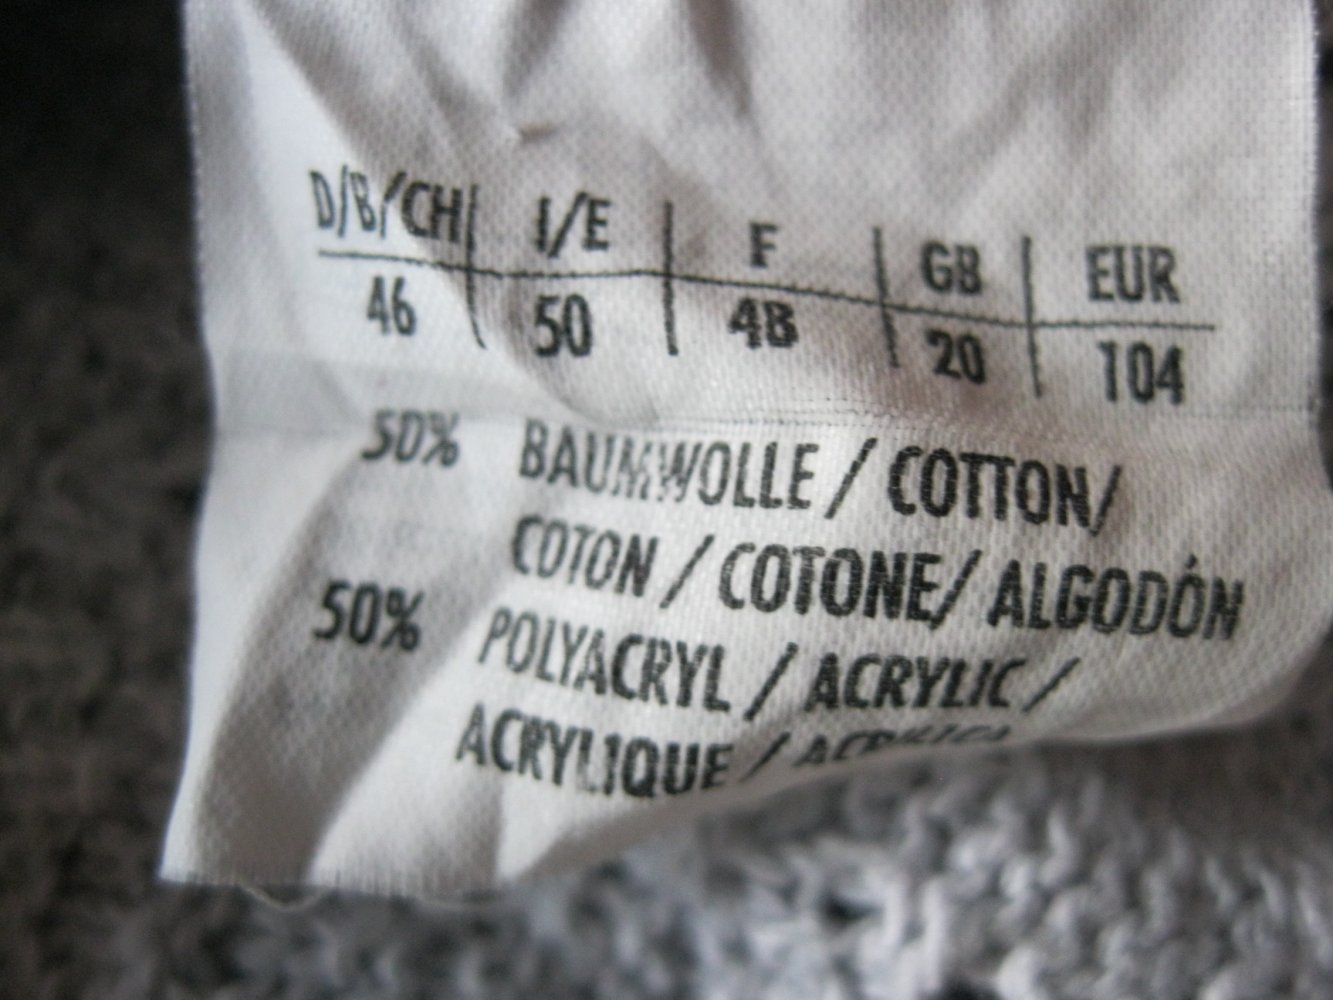 D/B/CH I/E F GB EUR
46 50 48 20 104
50% BAUMWOLLE / COTTON/
COTON / COTONE/ ALGODÓN
50% POLYACRYL / ACRYLIC /
ACRYLIQUE /